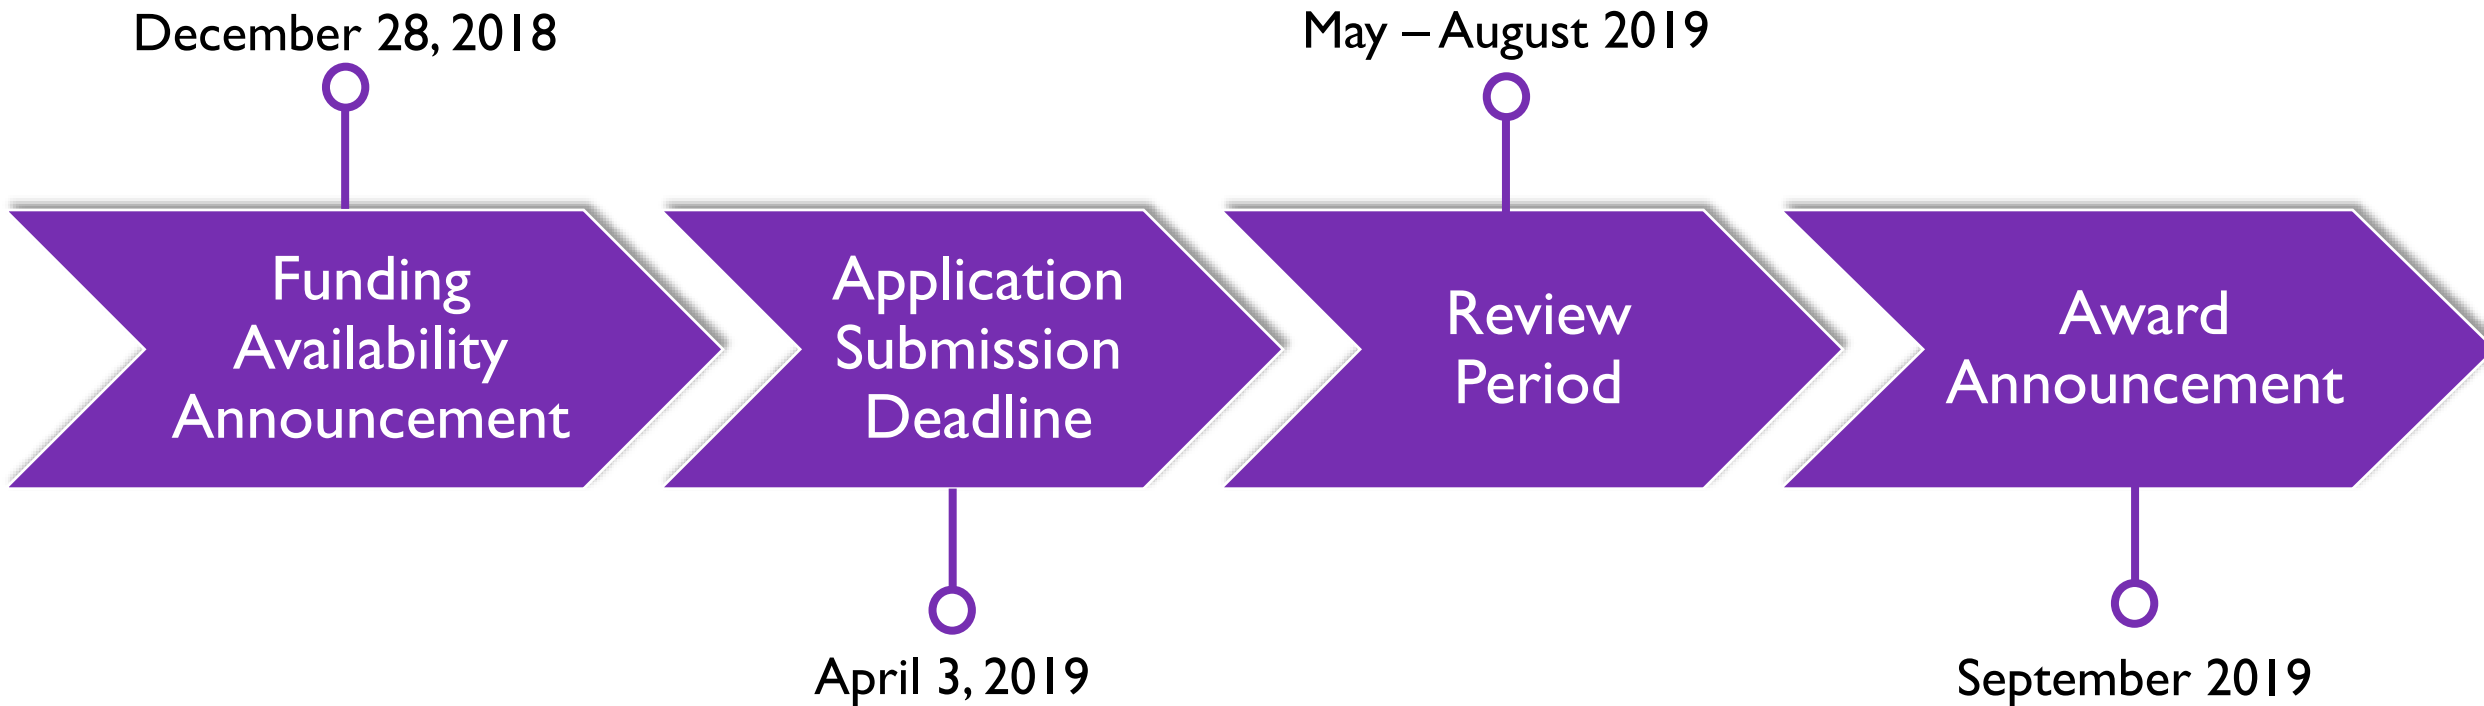 December 28, 2018
May – August 2019
Funding
Availability
Announcement
Application
Submission
Deadline
Review
Period
Award
Announcement
April 3, 2019
September 2019